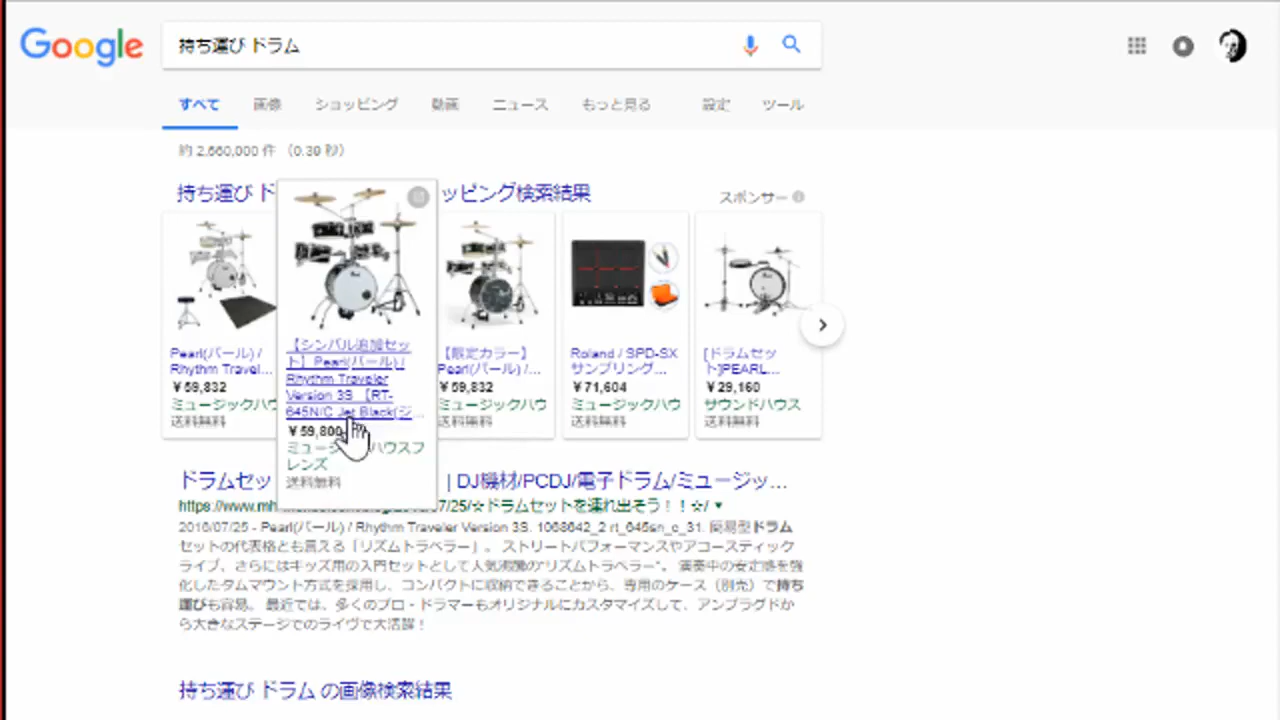 Google
持ち運び ドラム
すべて 画像 ショッピング 動画 ニュース もっと見る 設定 ツール
約 2,660,000 件 （0.39 秒）
持ち運び ド
ッピング検索結果
スポンサー
Pearl(パール) /
Rhythm Travel...
￥59,832
ミュージックハウ
送料無料
【シンバル追加セッ
ト】Pearl(パール) /
Rhythm Traveler
Version 3S 【RT-
645N/C Jet Black(ジ...
￥59,800
ミュージ ハウスフ
レンズ
送料無料
【限定カラー】
Pearl(パール) /...
￥59,832
ミュージックハウ
送料無料
Roland / SPD-SX
サンプリング...
￥71,604
ミュージックハウ
送料無料
[ドラムセッ
ト]PEARL...
￥29,160
サウンドハウス
送料無料
ドラムセッ | DJ機材/PCDJ/電子ドラム/ミュージッ...
https://www.mh 7/25/☆ドラムセットを連れ出そう！！☆/
2016/07/25 - Pearl(パール) / Rhythm Traveler Version 3S. 1068642_2 rt_645sn_c_31. 簡易型ドラム
セットの代表格とも言える「リズムトラベラー」。 ストリートパフォーマンスやアコースティック
ライブ、さらにはキッズ用の入門セットとして人気沸騰の"リズムトラベラー"。 演奏中の安定感を強
化したタムマウント方式を採用し、コンパクトに収納できることから、専用のケース（別売）で持ち
運びも容易。 最近では、多くのプロ・ドラマーもオリジナルにカスタマイズして、アンプラグドか
ら大きなステージでのライヴで大活躍！
持ち運び ドラム の画像検索結果